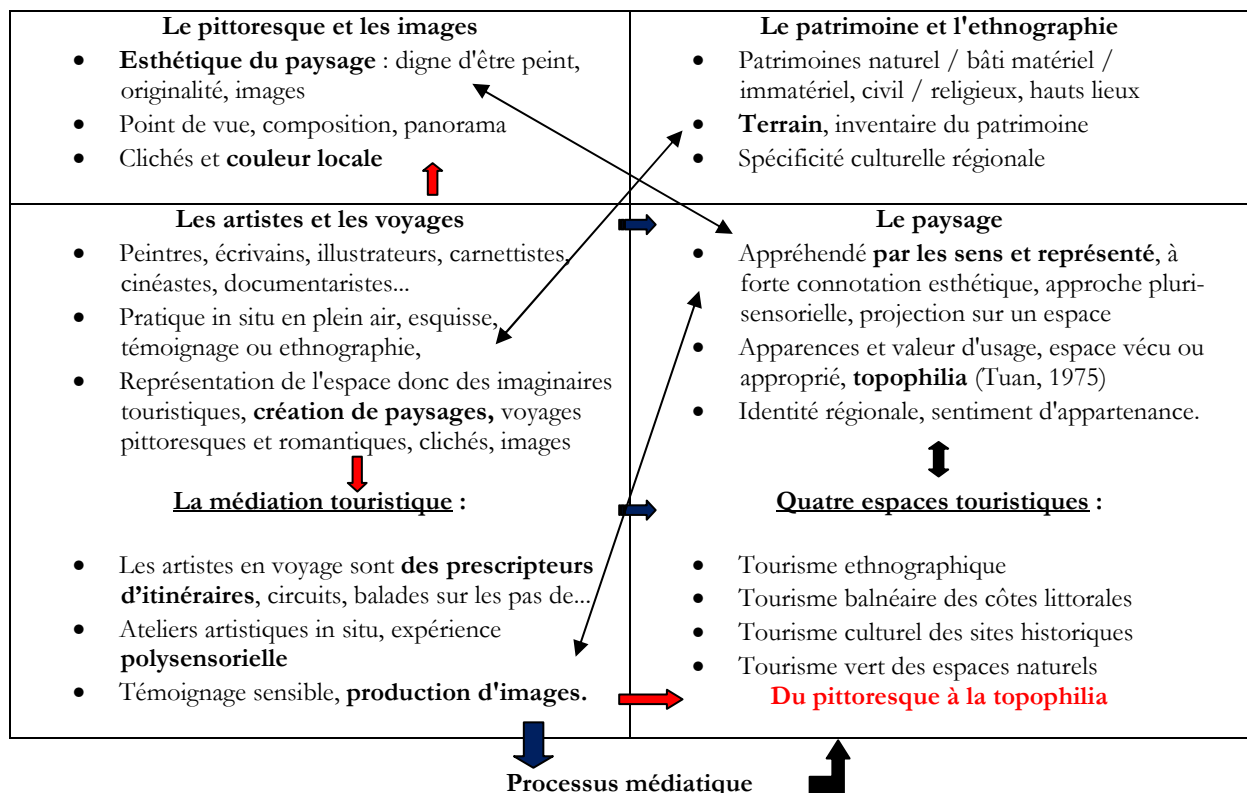 Le pittoresque et les images
• Esthétique du paysage : digne d'être peint,
originalité, images
• Point de vue, composition, panorama
• Clichés et couleur locale
Le patrimoine et l'ethnographie
• Patrimoines naturel / bâti matériel /
immatériel, civil / religieux, hauts lieux
• Terrain, inventaire du patrimoine
• Spécificité culturelle régionale
Les artistes et les voyages
• Peintres, écrivains, illustrateurs, carnettistes,
cinéastes, documentaristes...
• Pratique in situ en plein air, esquisse,
témoignage ou ethnographie,
• Représentation de l'espace donc des imaginaires
touristiques, création de paysages, voyages
pittoresques et romantiques, clichés, images
La médiation touristique :
• Les artistes en voyage sont des prescripteurs
d'itinéraires, circuits, balades sur les pas de...
• Ateliers artistiques in situ, expérience
polysensorielle
• Témoignage sensible, production d'images.
Le paysage
• Appréhendé par les sens et représenté, à
forte connotation esthétique, approche pluri-
sensorielle, projection sur un espace
• Apparences et valeur d'usage, espace vécu ou
approprié, topophilia (Tuan, 1975)
• Identité régionale, sentiment d'appartenance.
Quatre espaces touristiques :
• Tourisme ethnographique
• Tourisme balnéaire des côtes littorales
• Tourisme culturel des sites historiques
• Tourisme vert des espaces naturels
Du pittoresque à la topophilia
Processus médiatique